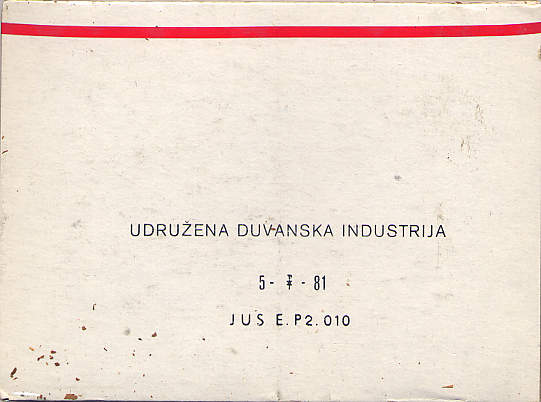 UDRUŽENA DUVANSKA INDUSTRIJA
5- - 81
JUS E.P2.010